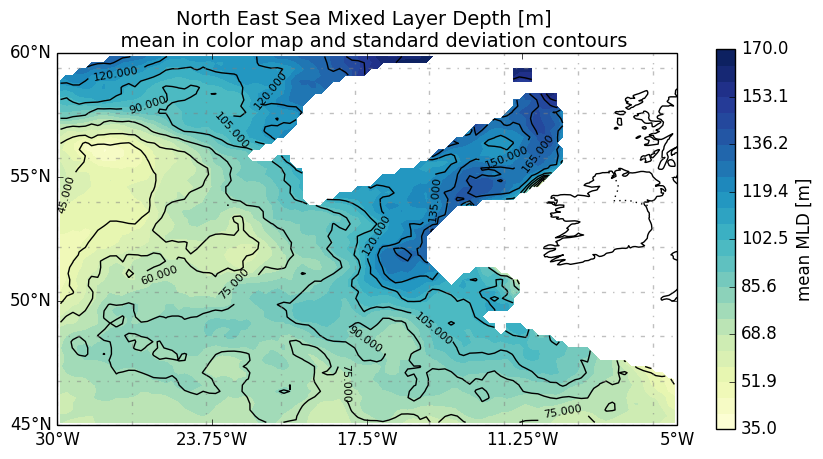 North East Sea Mixed Layer Depth [m]
mean in color map and standard deviation contours
60°N
55°N
50°N
45°N
30°W
23.75°W
17.5°W
11.25°W
5°W
120.000
90.000
105.000
120.000
45.000
60.000
75.000
150.000
165.000
135.000
120.000
105.000
90.000
75.000
75.000
170.0
153.1
136.2
119.4
102.5
85.6
68.8
51.9
35.0
mean MLD [m]